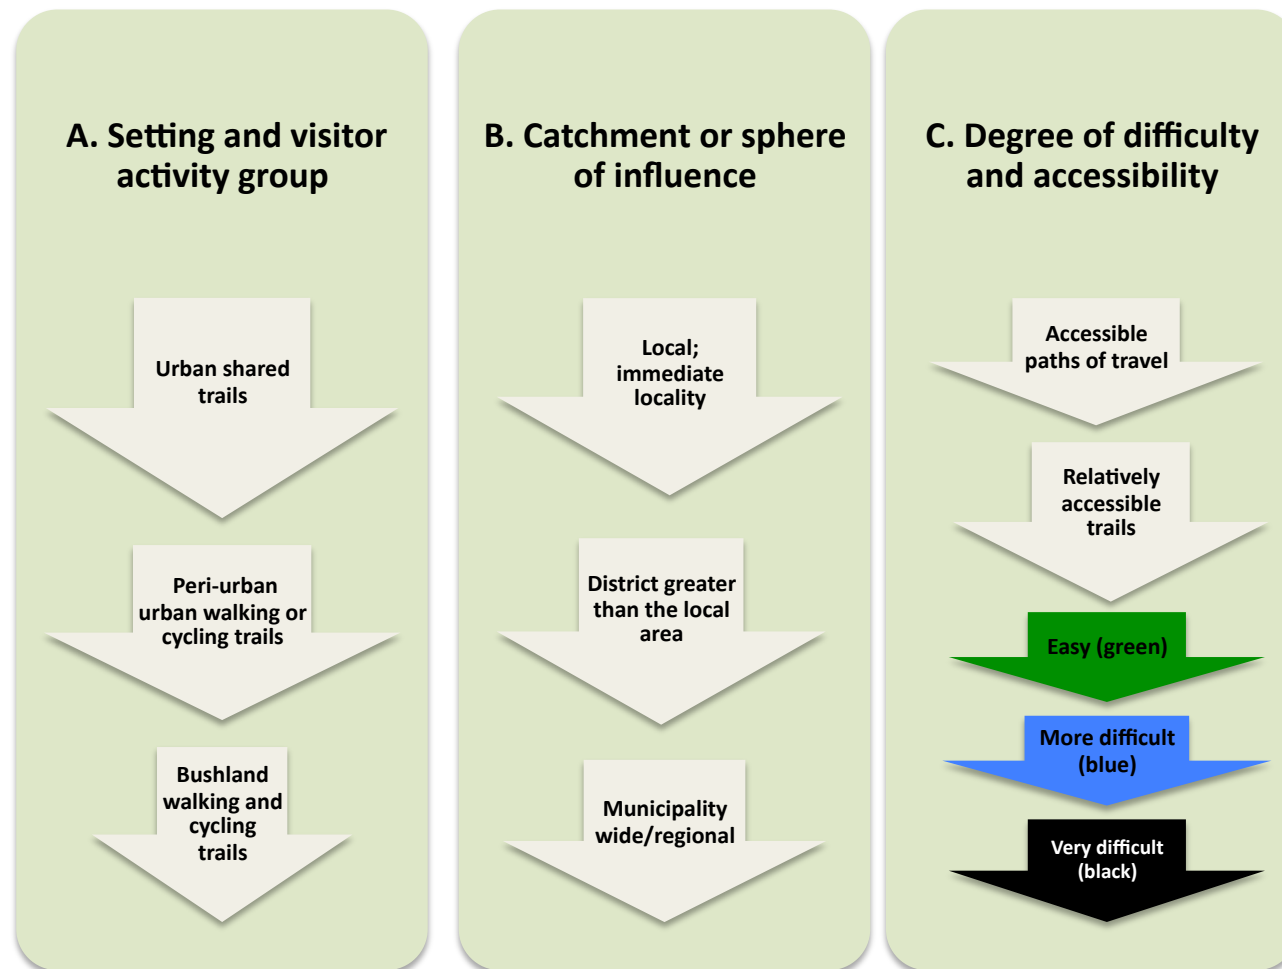 A. Setting and visitor
activity group
Urban shared
trails
Peri-urban
urban walking or
cycling trails
Bushland
walking and
cycling
trails
B. Catchment or sphere
of influence
Local;
immediate
locality
District greater
than the local
area
Municipality
wide/regional
C. Degree of difficulty
and accessibility
Accessible
paths of travel
Relatively
accessible
trails
Easy (green)
More difficult
(blue)
Very difficult
(black)